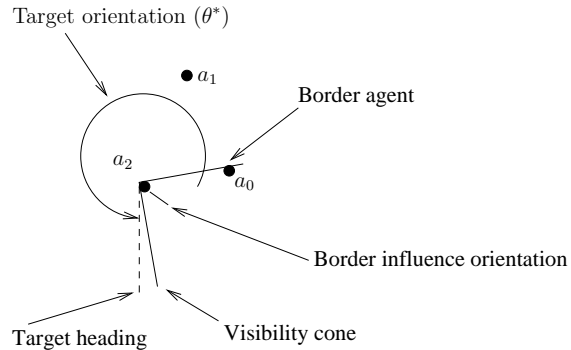 Target orientation (θ*)
a₁
Border agent
a₂
a₀
Border influence orientation
Target heading
Visibility cone